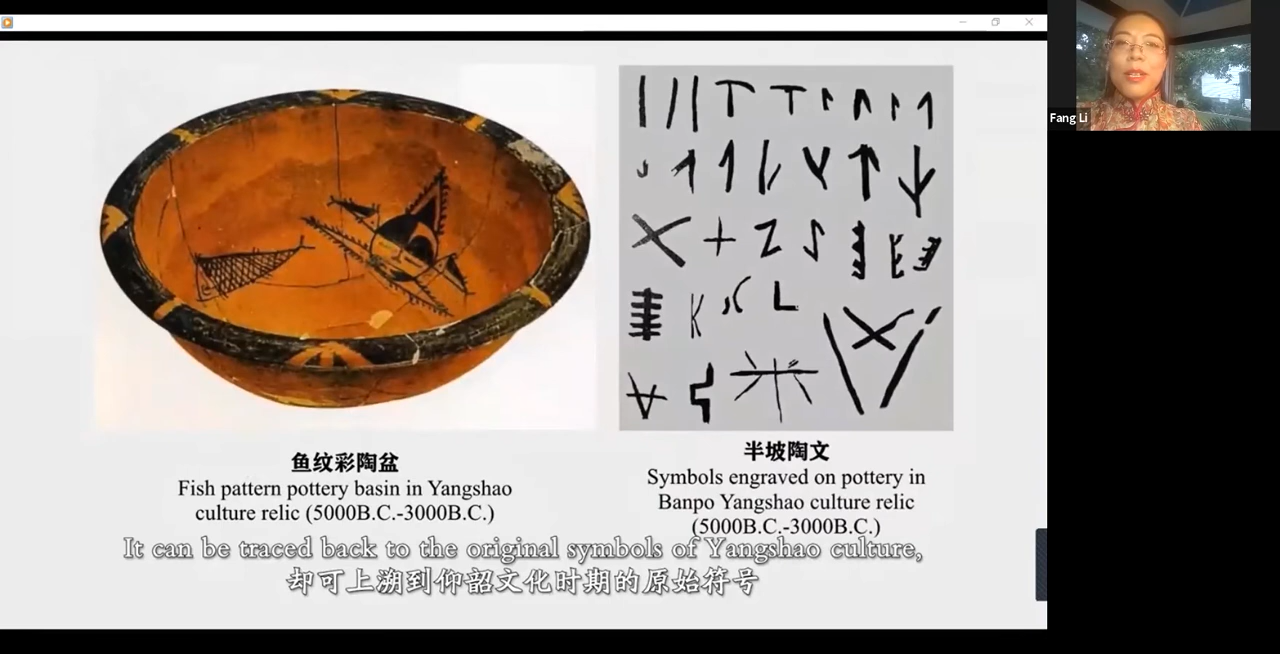 Fang Li
鱼纹彩陶盆
Fish pattern pottery basin in Yangshao
culture relic (5000B.C.-3000B.C.)
半坡陶文
Symbols engraved on pottery in
Banpo Yangshao culture relic
(5000B.C.-3000B.C.)
It can be traced back to the original symbols of Yangshao culture,
却可上溯到仰韶文化时期的原始符号